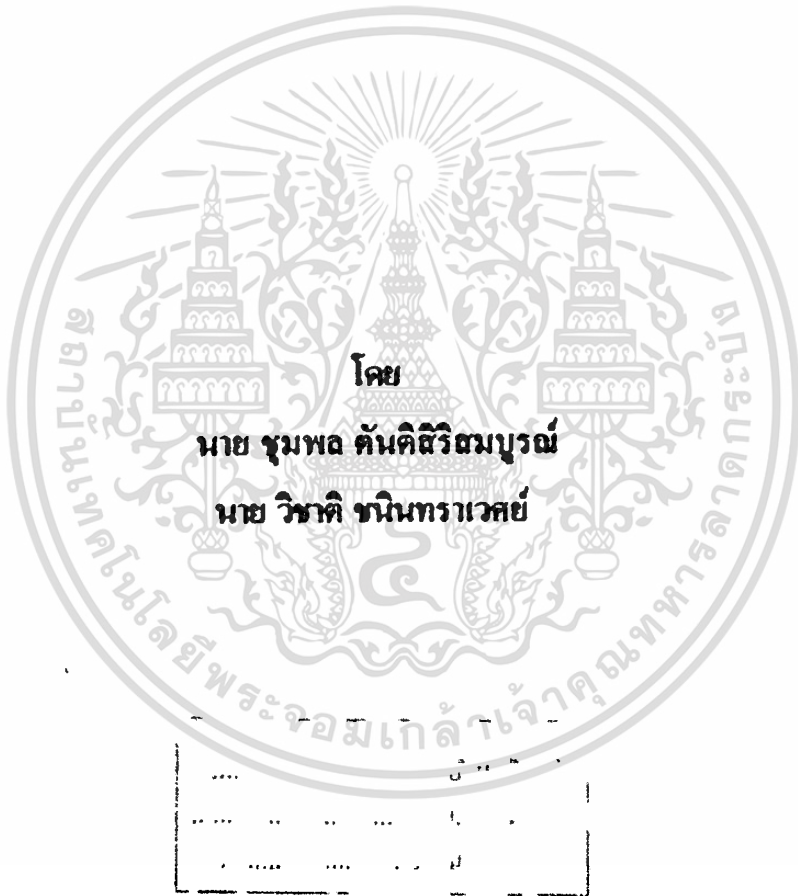 โดย
นาย ชุมพล ตันติสิริสมบูรณ์
นาย วิชาติ ชนินทราเวศย์
สถาบันเทคโนโลยีพระจอมเกล้าเจ้าคุณทหารลาดกระบัง